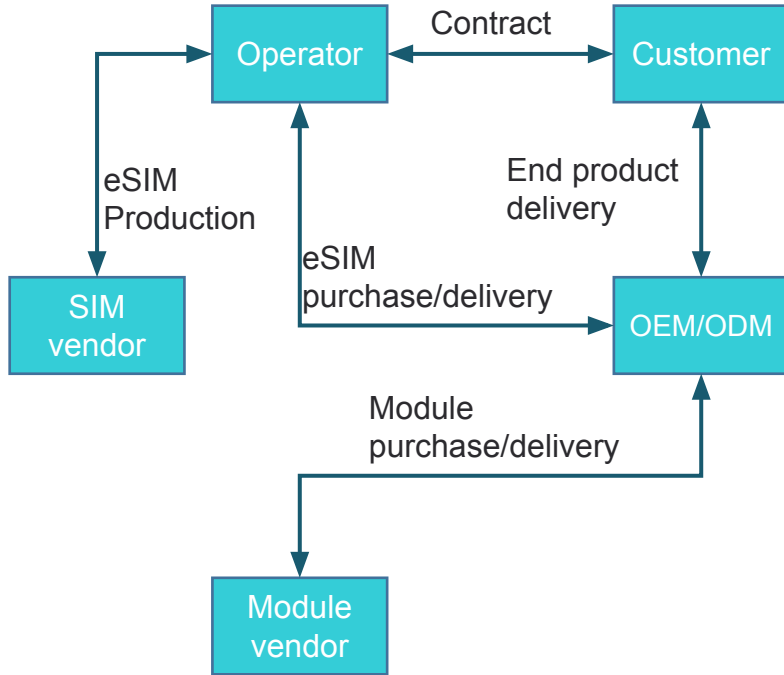 Contract
Operator
Customer
eSIM
Production
End product
delivery
SIM
vendor
eSIM
purchase/delivery
OEM/ODM
Module
purchase/delivery
Module
vendor